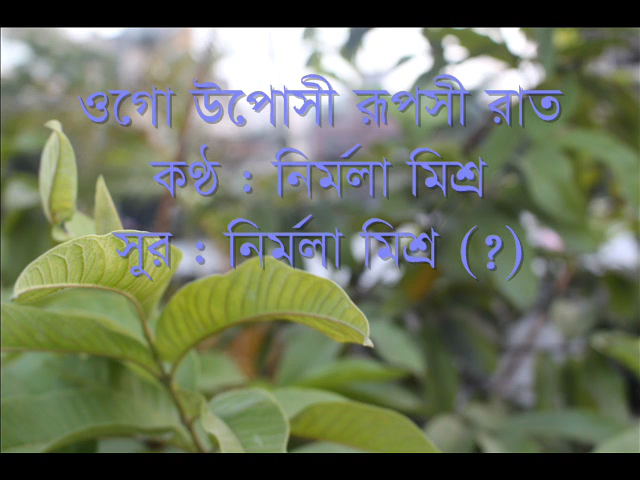 ওগো উপোসী রূপসী রাত
কণ্ঠ : নির্মলা মিশ্র
সুর : নির্মলা মিশ্র (?)